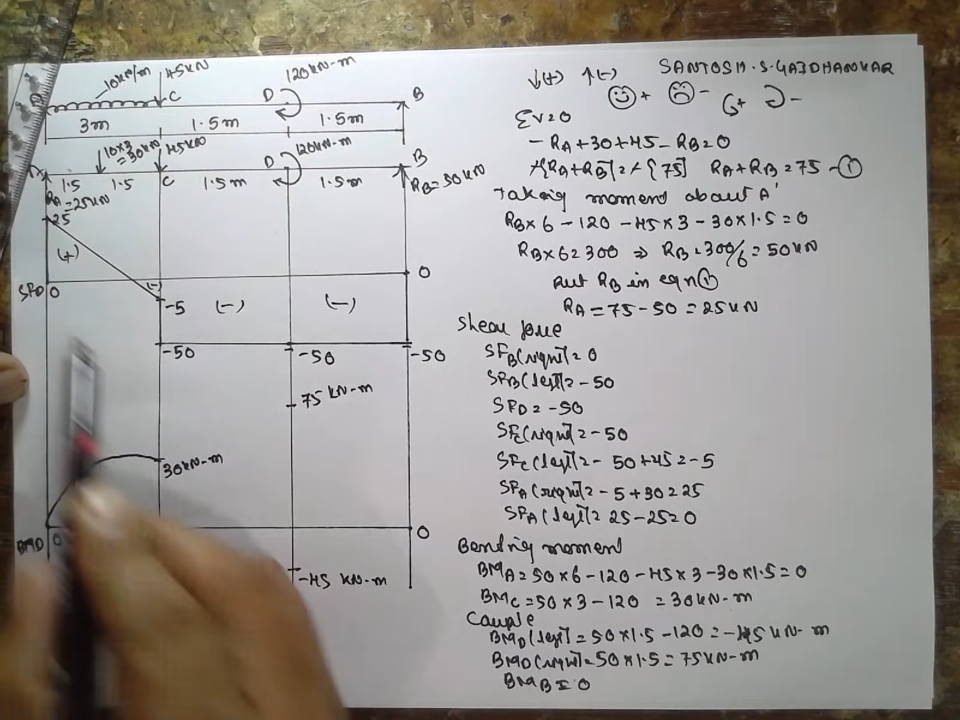 10kN/m 45kN 120kN-m
A C D B
3m 1.5m 1.5m
10×3 =30kN 45kN 120kN-m
D B
1.5 1.5 C 1.5m 1.5m RB=50kN
RA=25kN
25
(+)
SFD 0 (-) 0
-5 (-) (-)
-50 -50 -50
75 kN-m
30kN-m
BMD 0 0
-45 kN-m
↓(+) ↑(-) SANTOSH.S.GAIDHANKAR
+ - + -
ΣV=0
-RA+30+45-RB=0
-[RA+RB]=-[75] RA+RB=75 -①
Taking moment about 'A'
RB×6-120-45×3-30×1.5=0
RB×6=300 ⇒ RB=300/6=50kN
put RB in eqn①
RA=75-50=25kN
Shear force
SFB(right)=0
SFB(left)=-50
SFD=-50
SFC(right)=-50
SFC(left)=-50+45=-5
SFA(right)=-5+30=25
SFA(left)=25-25=0
Bending moment
BMA=50×6-120-45×3-30×1.5=0
BMC=50×3-120 =30kN-m
Couple
BMD(left)=50×1.5-120=-45kN-m
BMD(right)=50×1.5=75kN-m
BMB=0